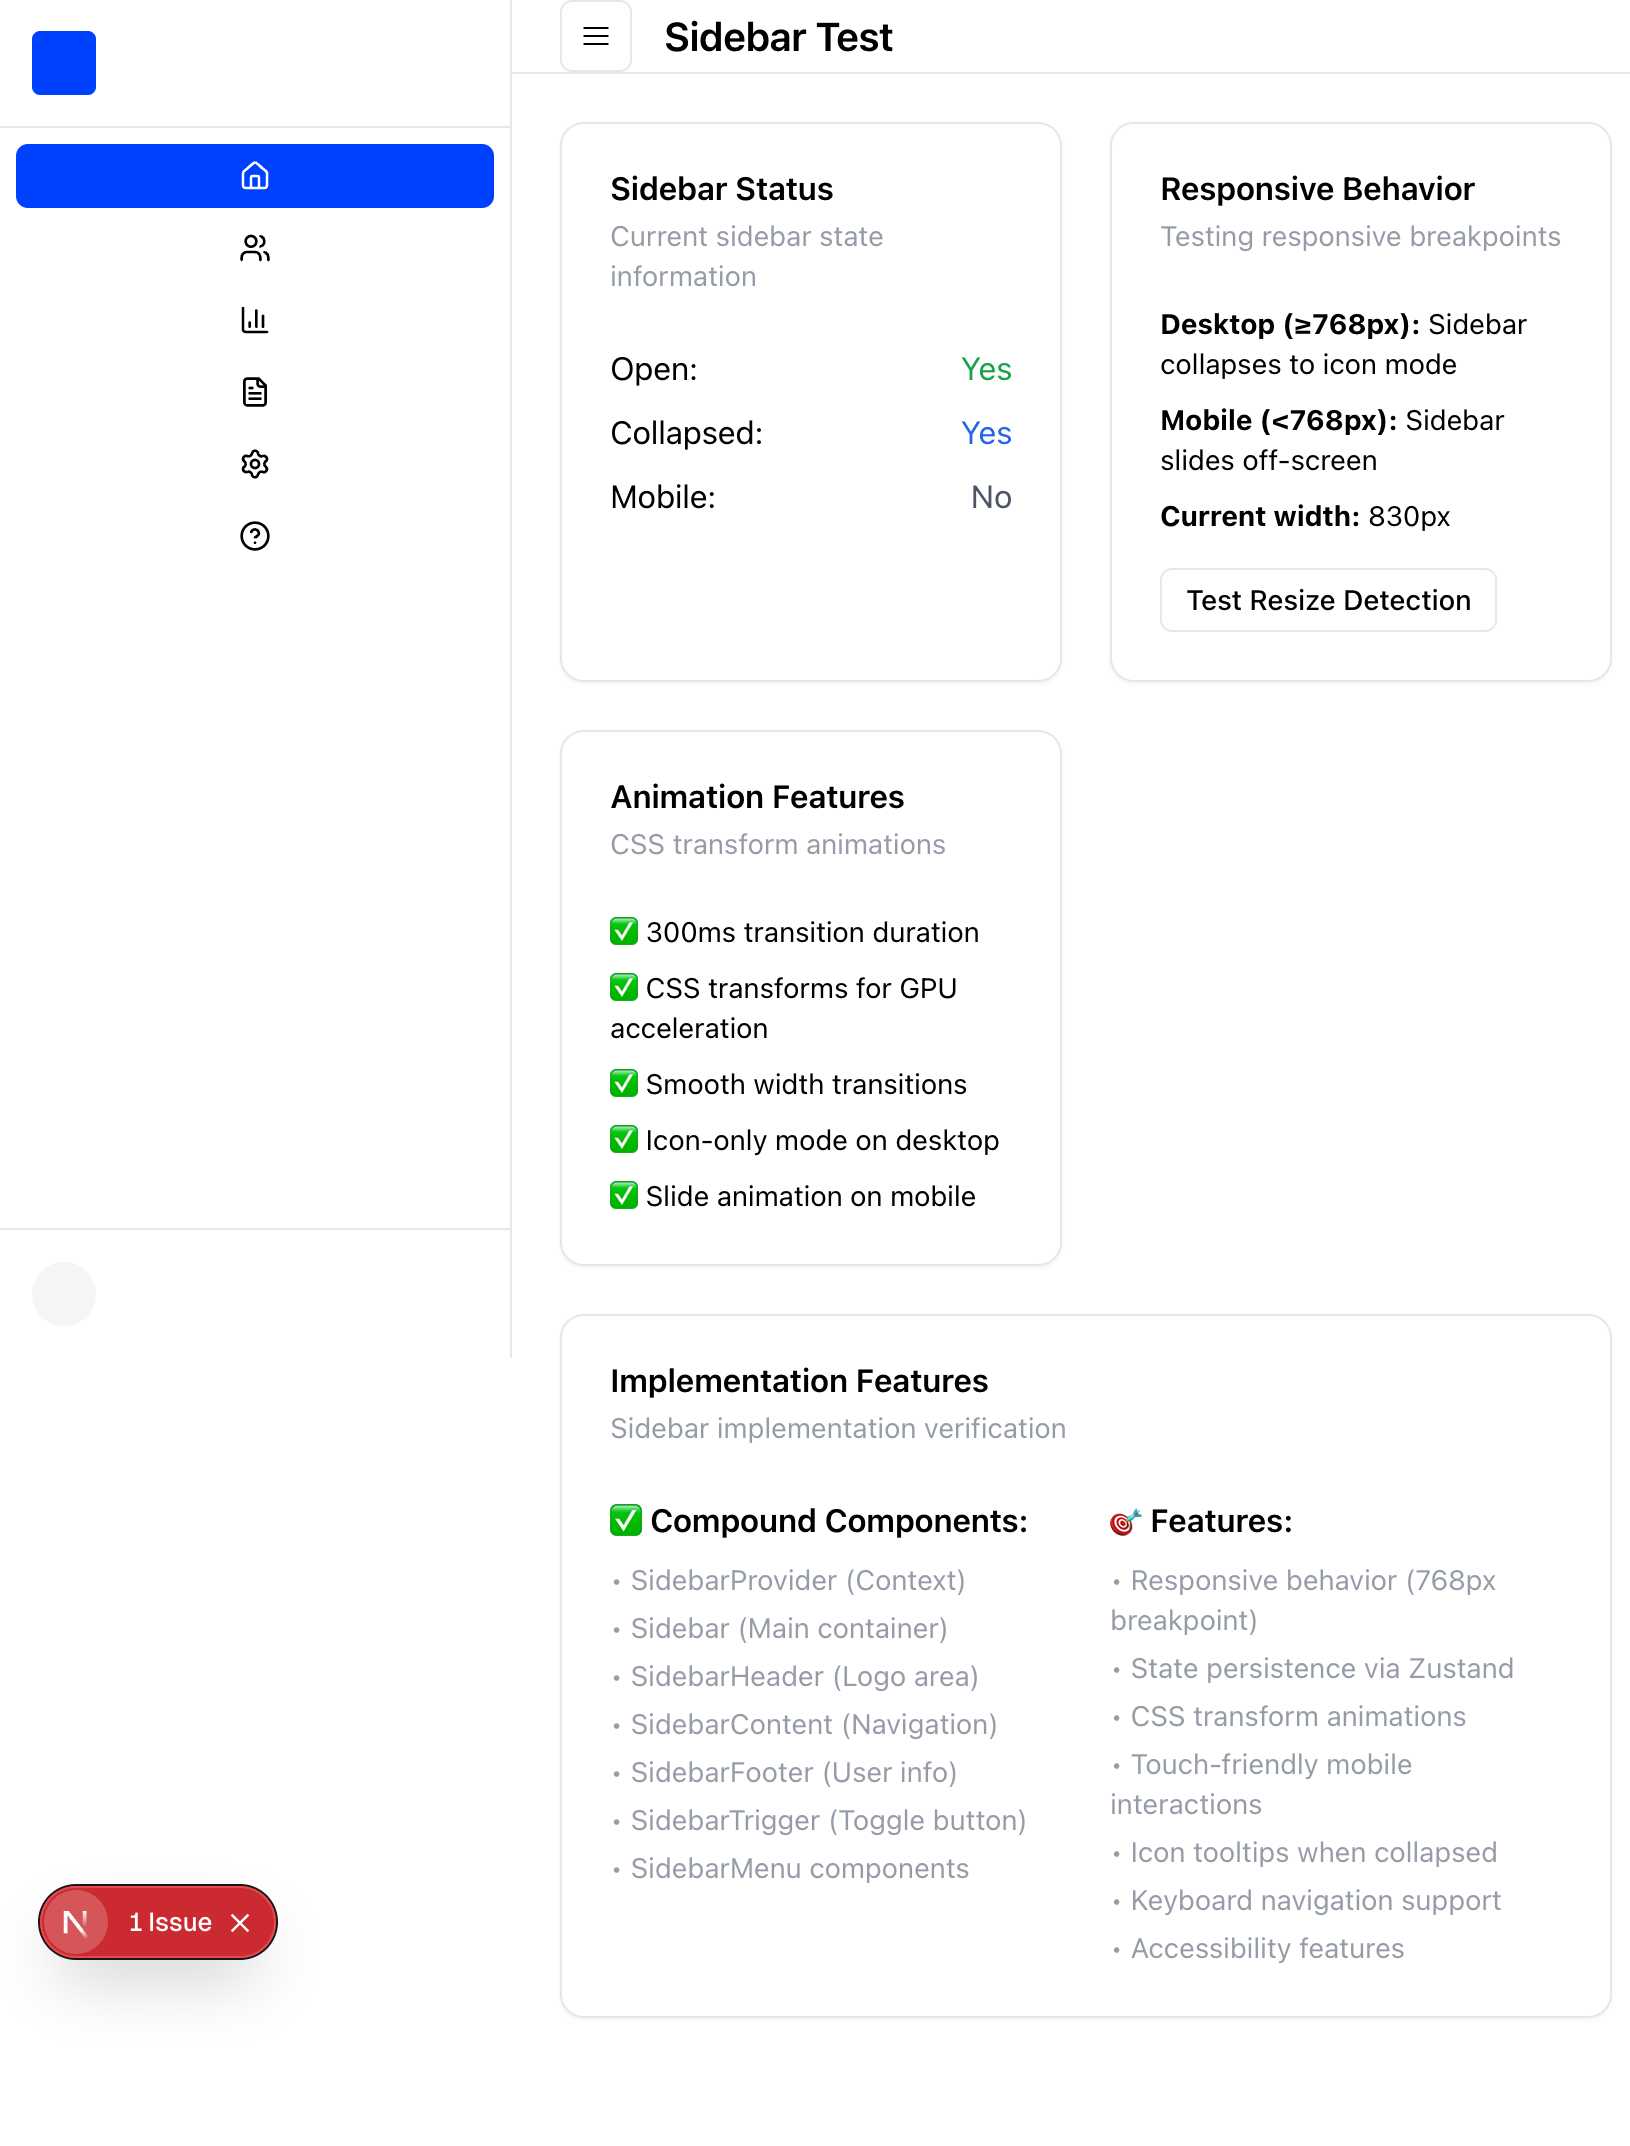 Sidebar Test
Sidebar Status
Current sidebar state
information
Open: Yes
Collapsed: Yes
Mobile: No
Responsive Behavior
Testing responsive breakpoints
Desktop (≥768px): Sidebar
collapses to icon mode
Mobile (<768px): Sidebar
slides off-screen
Current width: 830px
Test Resize Detection
Animation Features
CSS transform animations
✅ 300ms transition duration
✅ CSS transforms for GPU
acceleration
✅ Smooth width transitions
✅ Icon-only mode on desktop
✅ Slide animation on mobile
Implementation Features
Sidebar implementation verification
✅ Compound Components:
• SidebarProvider (Context)
• Sidebar (Main container)
• SidebarHeader (Logo area)
• SidebarContent (Navigation)
• SidebarFooter (User info)
• SidebarTrigger (Toggle button)
• SidebarMenu components
🎯 Features:
• Responsive behavior (768px
breakpoint)
• State persistence via Zustand
• CSS transform animations
• Touch-friendly mobile
interactions
• Icon tooltips when collapsed
• Keyboard navigation support
• Accessibility features
N 1 Issue